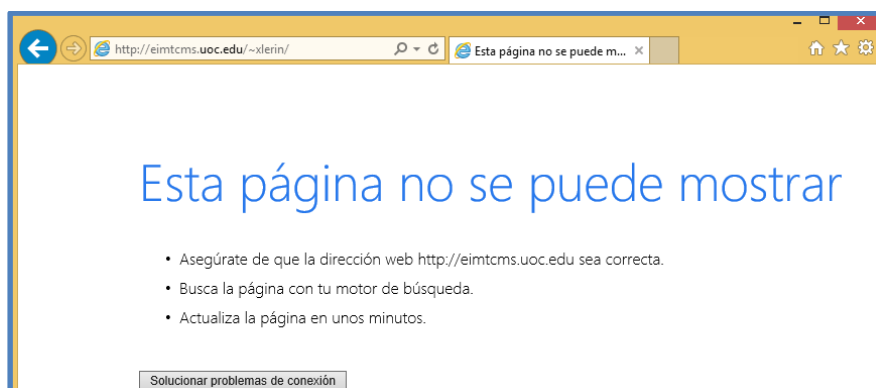 http://eimtcms.uoc.edu/~xlerin/
Esta página no se puede m...
Esta página no se puede mostrar
• Asegúrate de que la dirección web http://eimtcms.uoc.edu sea correcta.
• Busca la página con tu motor de búsqueda.
• Actualiza la página en unos minutos.
Solucionar problemas de conexión